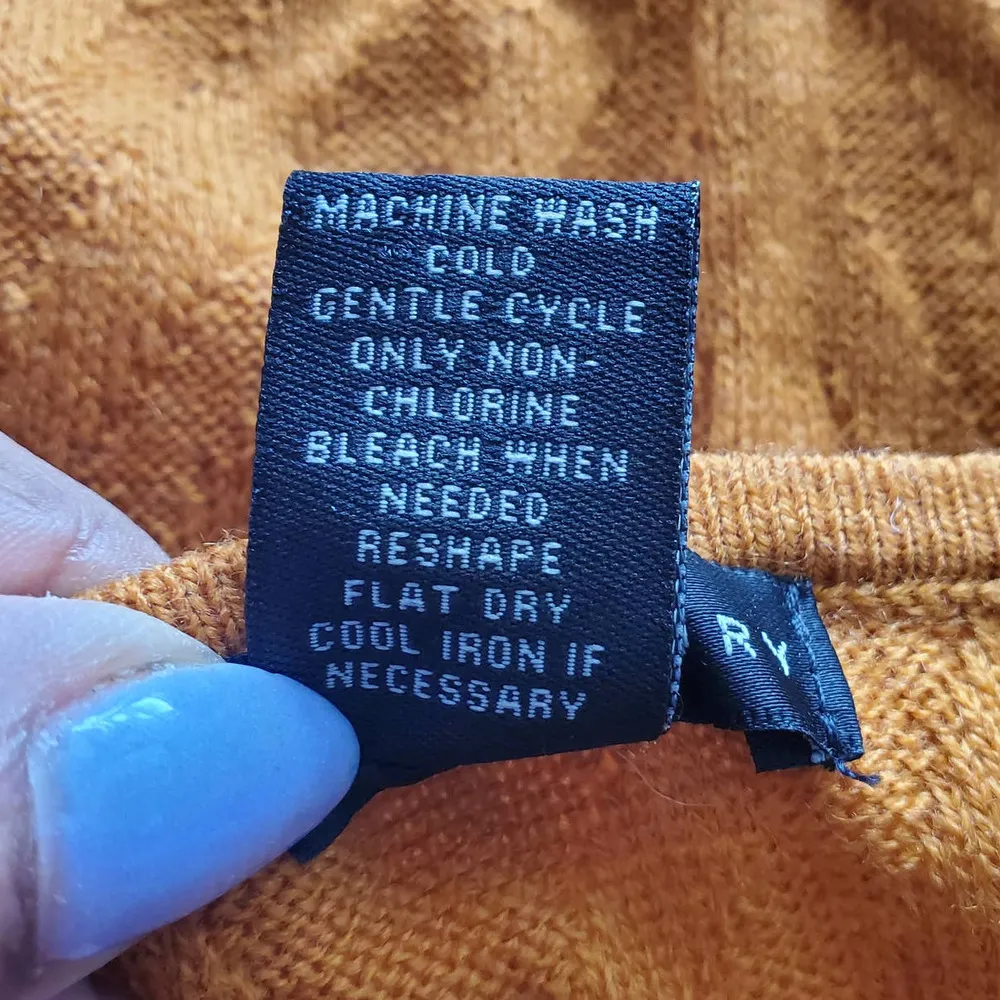 MACHINE WASH
COLD
GENTLE CYCLE
ONLY NON-
CHLORINE
BLEACH WHEN
NEEDED
RESHAPE
FLAT DRY
COOL IRON IF
NECESSARY
RY